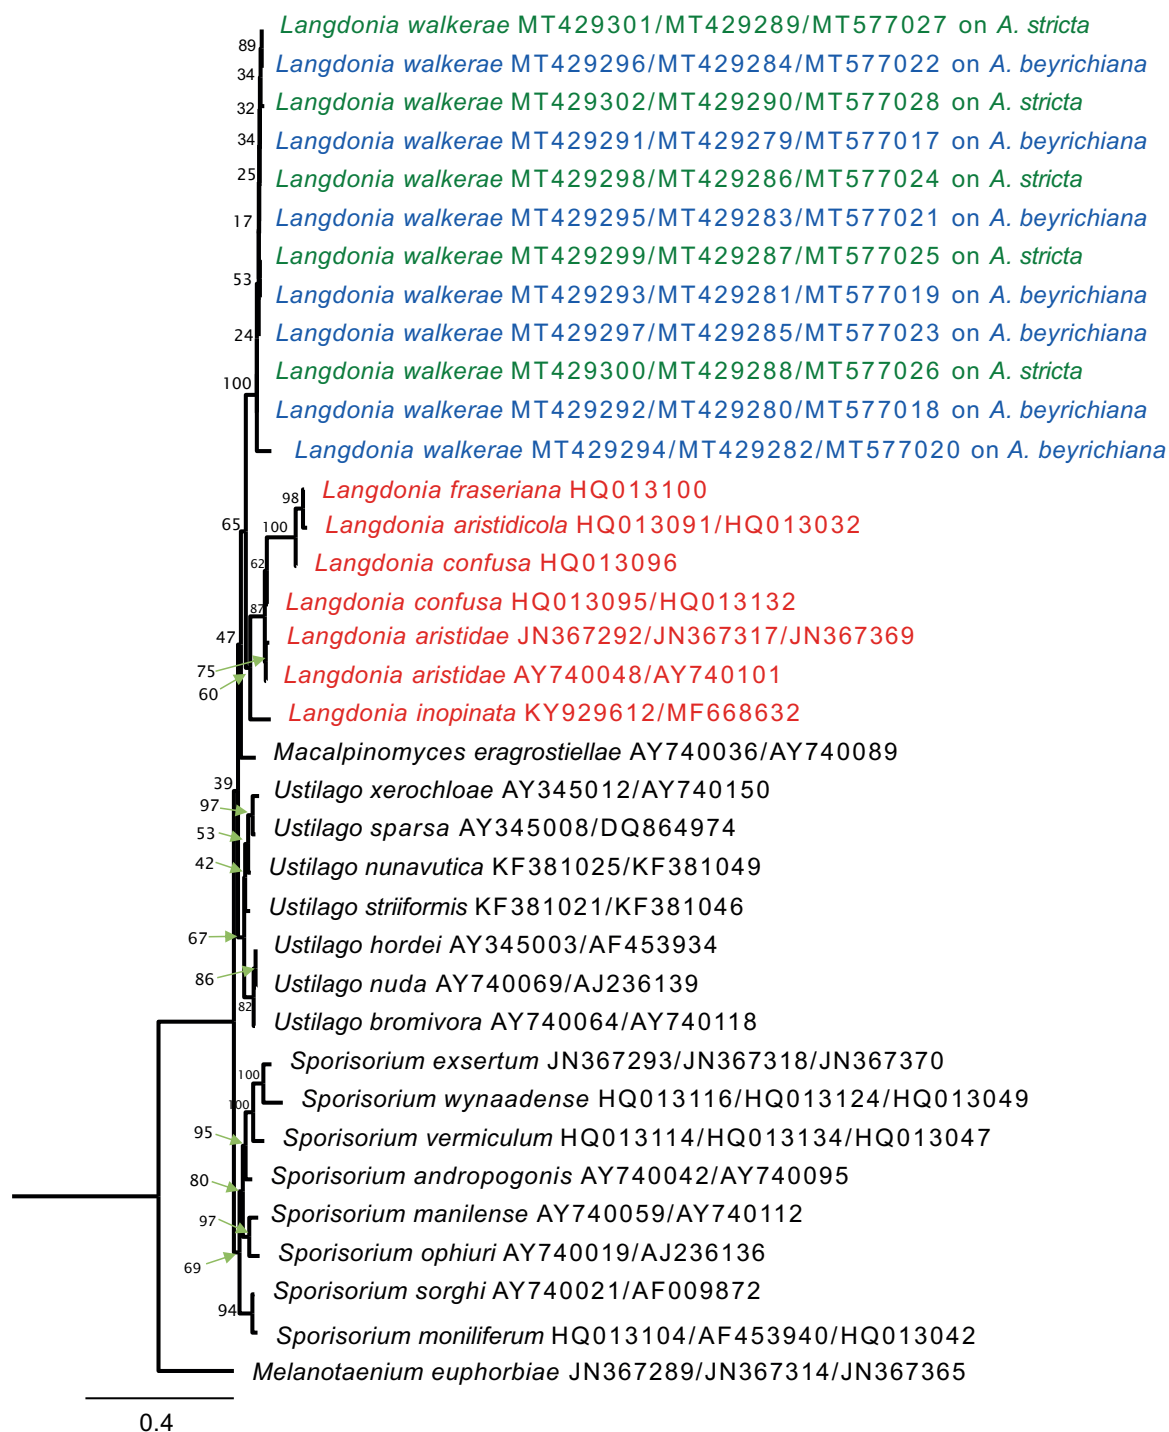 Langdonia walkerae MT429301/MT429289/MT577027 on A. stricta
89
Langdonia walkerae MT429296/MT429284/MT577022 on A. beyrichiana
34
Langdonia walkerae MT429302/MT429290/MT577028 on A. stricta
32
Langdonia walkerae MT429291/MT429279/MT577017 on A. beyrichiana
34
Langdonia walkerae MT429298/MT429286/MT577024 on A. stricta
25
Langdonia walkerae MT429295/MT429283/MT577021 on A. beyrichiana
17
Langdonia walkerae MT429299/MT429287/MT577025 on A. stricta
53
Langdonia walkerae MT429293/MT429281/MT577019 on A. beyrichiana
Langdonia walkerae MT429297/MT429285/MT577023 on A. beyrichiana
24
Langdonia walkerae MT429300/MT429288/MT577026 on A. stricta
100
Langdonia walkerae MT429292/MT429280/MT577018 on A. beyrichiana
Langdonia walkerae MT429294/MT429282/MT577020 on A. beyrichiana
Langdonia fraseriana HQ013100
98
65
100
Langdonia aristidicola HQ013091/HQ013032
Langdonia confusa HQ013096
62
Langdonia confusa HQ013095/HQ013132
87
47
Langdonia aristidae JN367292/JN367317/JN367369
75
Langdonia aristidae AY740048/AY740101
60
Langdonia inopinata KY929612/MF668632
Macalpinomyces eragrostiellae AY740036/AY740089
39
Ustilago xerochloae AY345012/AY740150
97
Ustilago sparsa AY345008/DQ864974
53
42
Ustilago nunavutica KF381025/KF381049
Ustilago striiformis KF381021/KF381046
67
Ustilago hordei AY345003/AF453934
86
Ustilago nuda AY740069/AJ236139
82
Ustilago bromivora AY740064/AY740118
Sporisorium exsertum JN367293/JN367318/JN367370
100
Sporisorium wynaadense HQ013116/HQ013124/HQ013049
100
95
Sporisorium vermiculum HQ013114/HQ013134/HQ013047
80
Sporisorium andropogonis AY740042/AY740095
97
Sporisorium manilense AY740059/AY740112
Sporisorium ophiuri AY740019/AJ236136
69
Sporisorium sorghi AY740021/AF009872
94
Sporisorium moniliferum HQ013104/AF453940/HQ013042
Melanotaenium euphorbiae JN367289/JN367314/JN367365
0.4